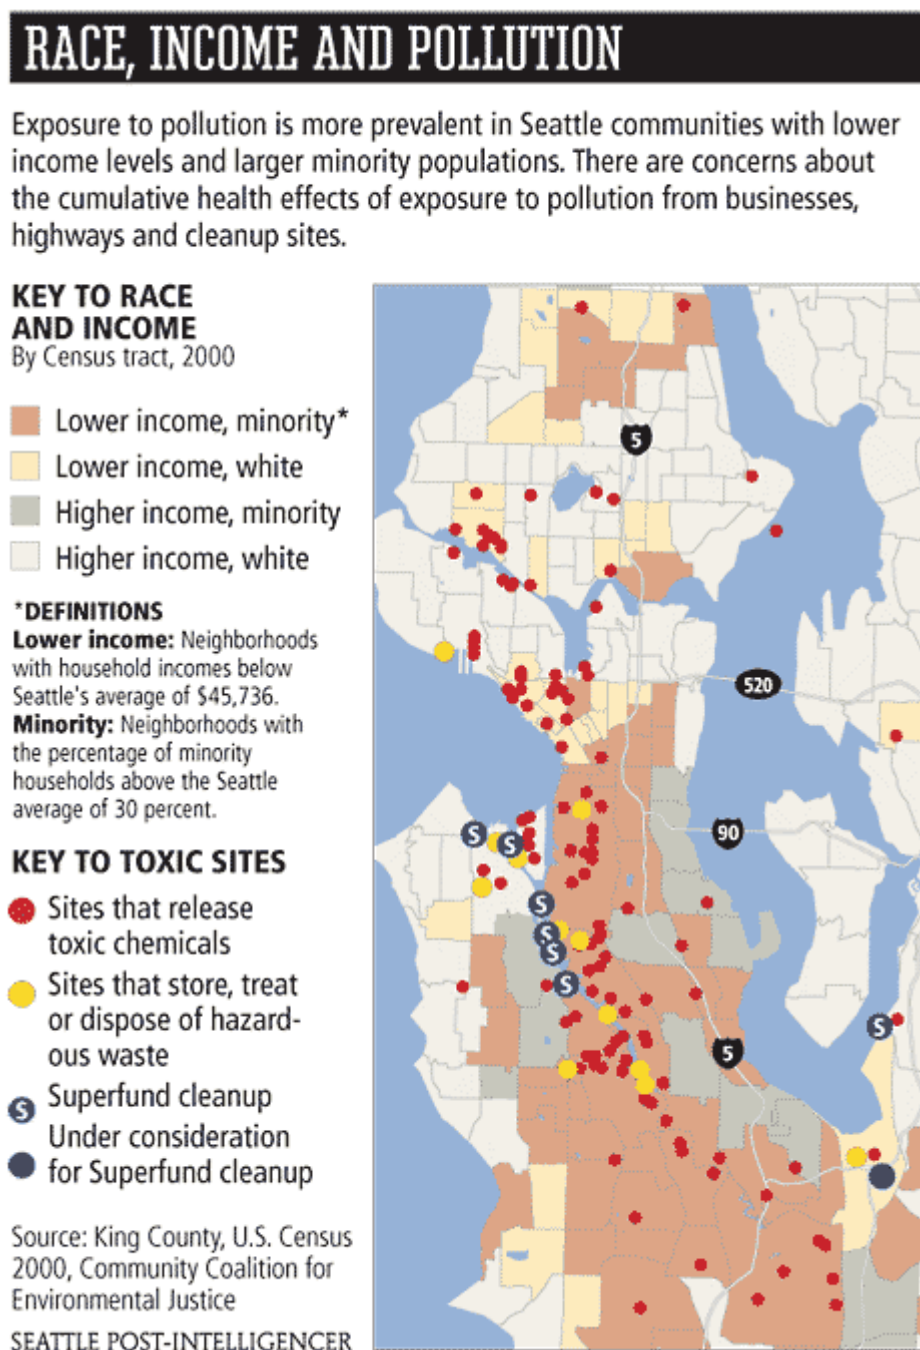 RACE, INCOME AND POLLUTION
Exposure to pollution is more prevalent in Seattle communities with lower
income levels and larger minority populations. There are concerns about
the cumulative health effects of exposure to pollution from businesses,
highways and cleanup sites.
KEY TO RACE
AND INCOME
By Census tract, 2000
Lower income, minority*
Lower income, white
Higher income, minority
Higher income, white
*DEFINITIONS
Lower income: Neighborhoods
with household incomes below
Seattle's average of $45,736.
Minority: Neighborhoods with
the percentage of minority
households above the Seattle
average of 30 percent.
KEY TO TOXIC SITES
Sites that release
toxic chemicals
Sites that store, treat
or dispose of hazard-
ous waste
S Superfund cleanup
Under consideration
for Superfund cleanup
Source: King County, U.S. Census
2000, Community Coalition for
Environmental Justice
SEATTLE POST-INTELLIGENCER
5
520
90
S
S
S
S
S
S
S
5